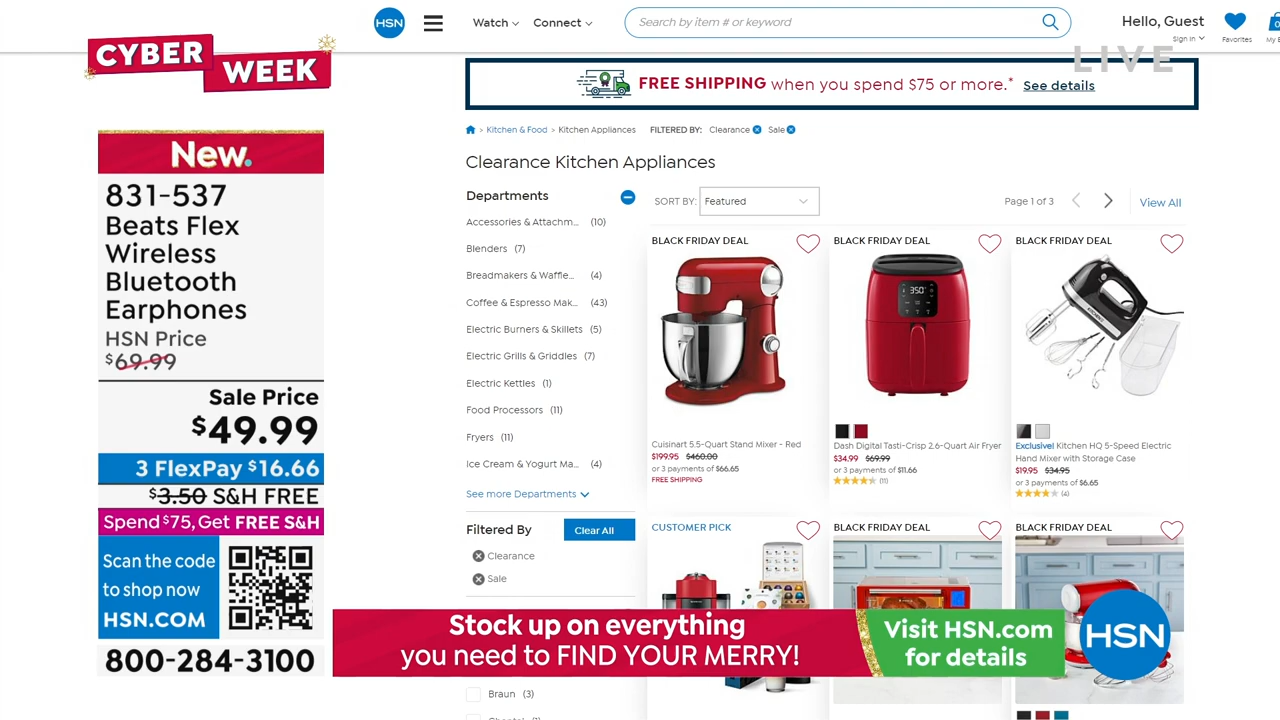 HSN
Watch
Connect
Search by item # or keyword
Hello, Guest
Sign In
Favorites
LIVE
CYBER
WEEK
FREE SHIPPING when you spend $75 or more.* See details
> Kitchen & Food > Kitchen Appliances FILTERED BY: Clearance Sale
Clearance Kitchen Appliances
Departments
Accessories & Attachm... (10)
Blenders (7)
Breadmakers & Waffle... (4)
Coffee & Espresso Mak... (43)
Electric Burners & Skillets (5)
Electric Grills & Griddles (7)
Electric Kettles (1)
Food Processors (11)
Fryers (11)
Ice Cream & Yogurt Ma... (4)
See more Departments
Filtered By Clear All
Clearance
Sale
Braun (3)
SORT BY: Featured
Page 1 of 3
View All
BLACK FRIDAY DEAL
Cuisinart 5.5-Quart Stand Mixer - Red
$199.95 $460.00
or 3 payments of $66.65
FREE SHIPPING
BLACK FRIDAY DEAL
350°
Dash Digital Tasti-Crisp 2.6-Quart Air Fryer
$34.99 $69.99
or 3 payments of $11.66
(11)
BLACK FRIDAY DEAL
Exclusive! Kitchen HQ 5-Speed Electric
Hand Mixer with Storage Case
$19.95 $34.95
or 3 payments of $6.65
(4)
CUSTOMER PICK
BLACK FRIDAY DEAL
BLACK FRIDAY DEAL
New.
831-537
Beats Flex
Wireless
Bluetooth
Earphones
HSN Price
$69.99
Sale Price
$49.99
3 FlexPay $16.66
$3.50 S&H FREE
Spend $75, Get FREE S&H
Scan the code
to shop now
HSN.COM
800-284-3100
Stock up on everything
you need to FIND YOUR MERRY!
Visit HSN.com
for details
HSN